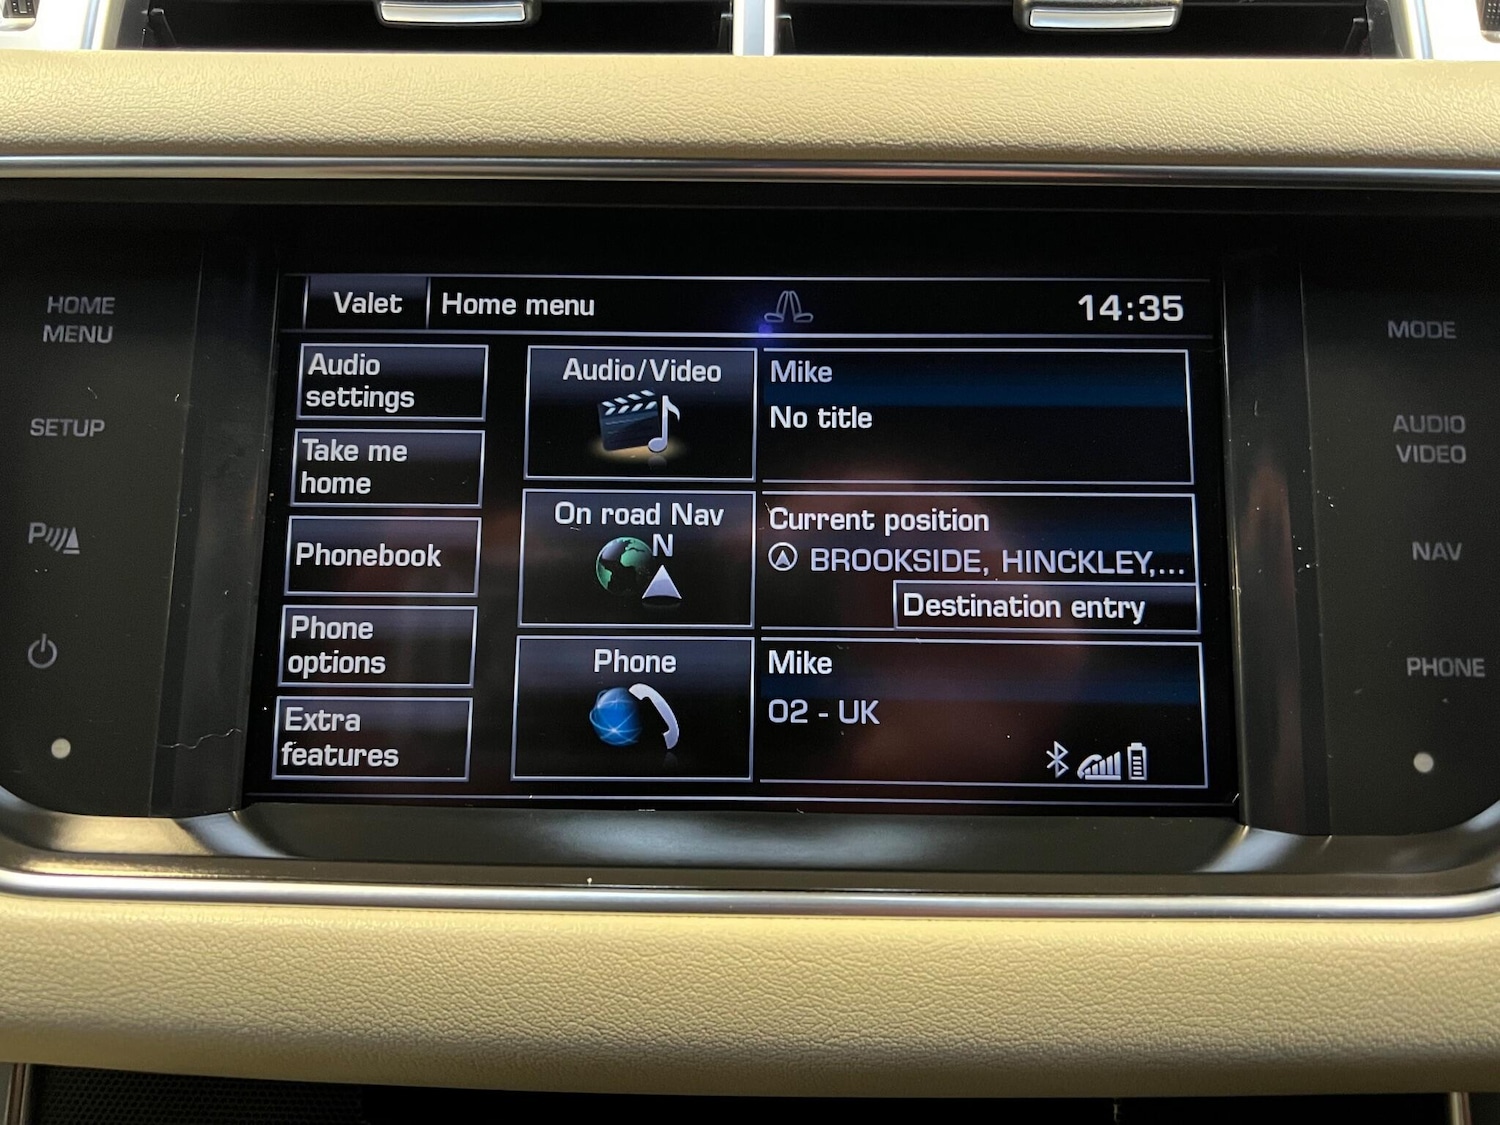 HOME
MENU
SETUP
P
Valet
Home menu
14:35
Audio
settings
Take me
home
Phonebook
Phone
options
Extra
features
Audio/Video
On road Nav
N
Phone
Mike
No title
Current position
BROOKSIDE, HINCKLEY,...
Destination entry
Mike
O2 - UK
MODE
AUDIO
VIDEO
NAV
PHONE